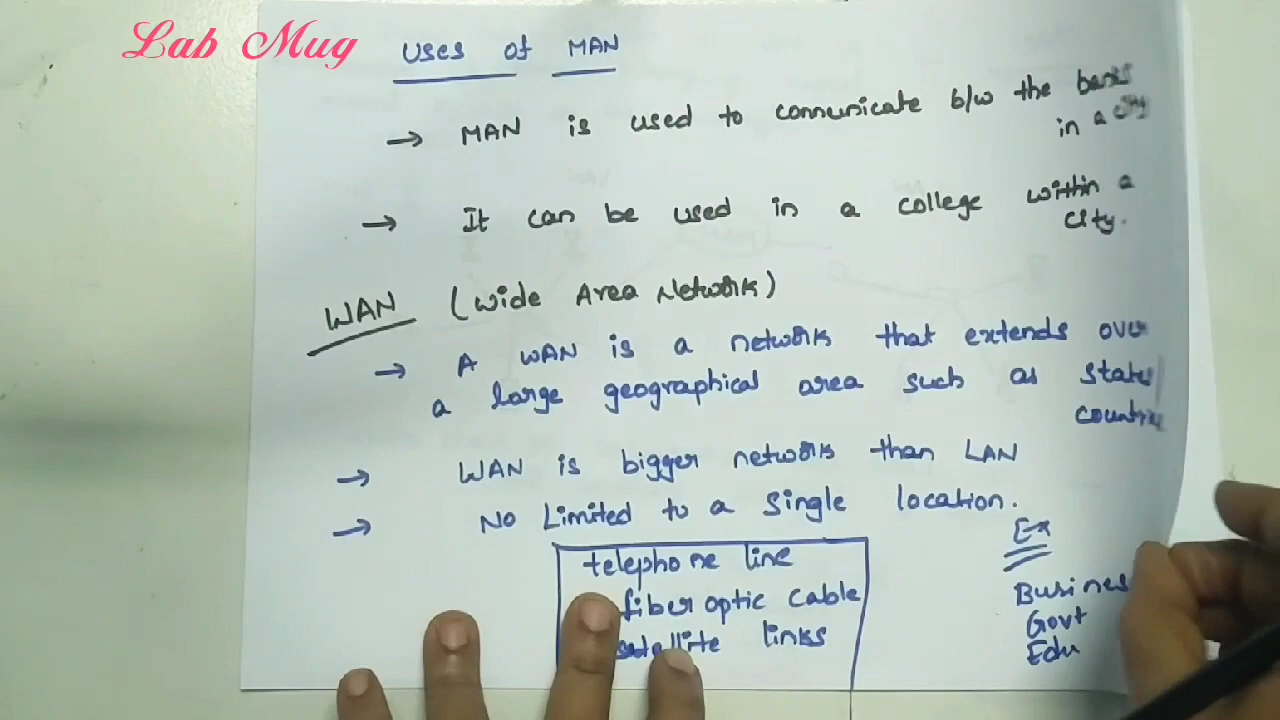 Lab Mug
Uses of MAN
→ MAN is used to communicate b/w the banks
in a city
→ It can be used in a college within a
city.
WAN (Wide Area Network)
→ A WAN is a network that extends over
a large geographical area such as states
→ WAN is bigger network than LAN
→ No Limited to a single location.
telephone line
fiber optic cable
satellite links
Ex
Business
Govt
Edu